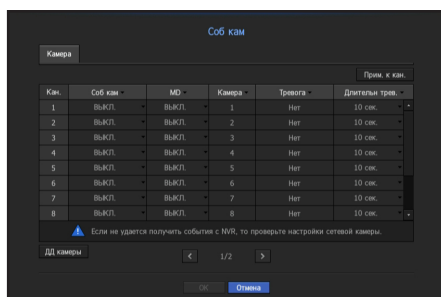 Соб кам
Камера
Прим. к кан.
Кан. Соб кам MD Камера Тревога Длительн трев.
1 ВЫКЛ. ВЫКЛ. 1 Нет 10 сек.
2 ВЫКЛ. ВЫКЛ. 2 Нет 10 сек.
3 ВЫКЛ. ВЫКЛ. 3 Нет 10 сек.
4 ВЫКЛ. ВЫКЛ. 4 Нет 10 сек.
5 ВЫКЛ. ВЫКЛ. 5 Нет 10 сек.
6 ВЫКЛ. ВЫКЛ. 6 Нет 10 сек.
7 ВЫКЛ. ВЫКЛ. 7 Нет 10 сек.
8 ВЫКЛ. ВЫКЛ. 8 Нет 10 сек.
Если не удается получить события с NVR, то проверьте настройки сетевой камеры.
ДД камеры
< 1/2 >
OK Отмена